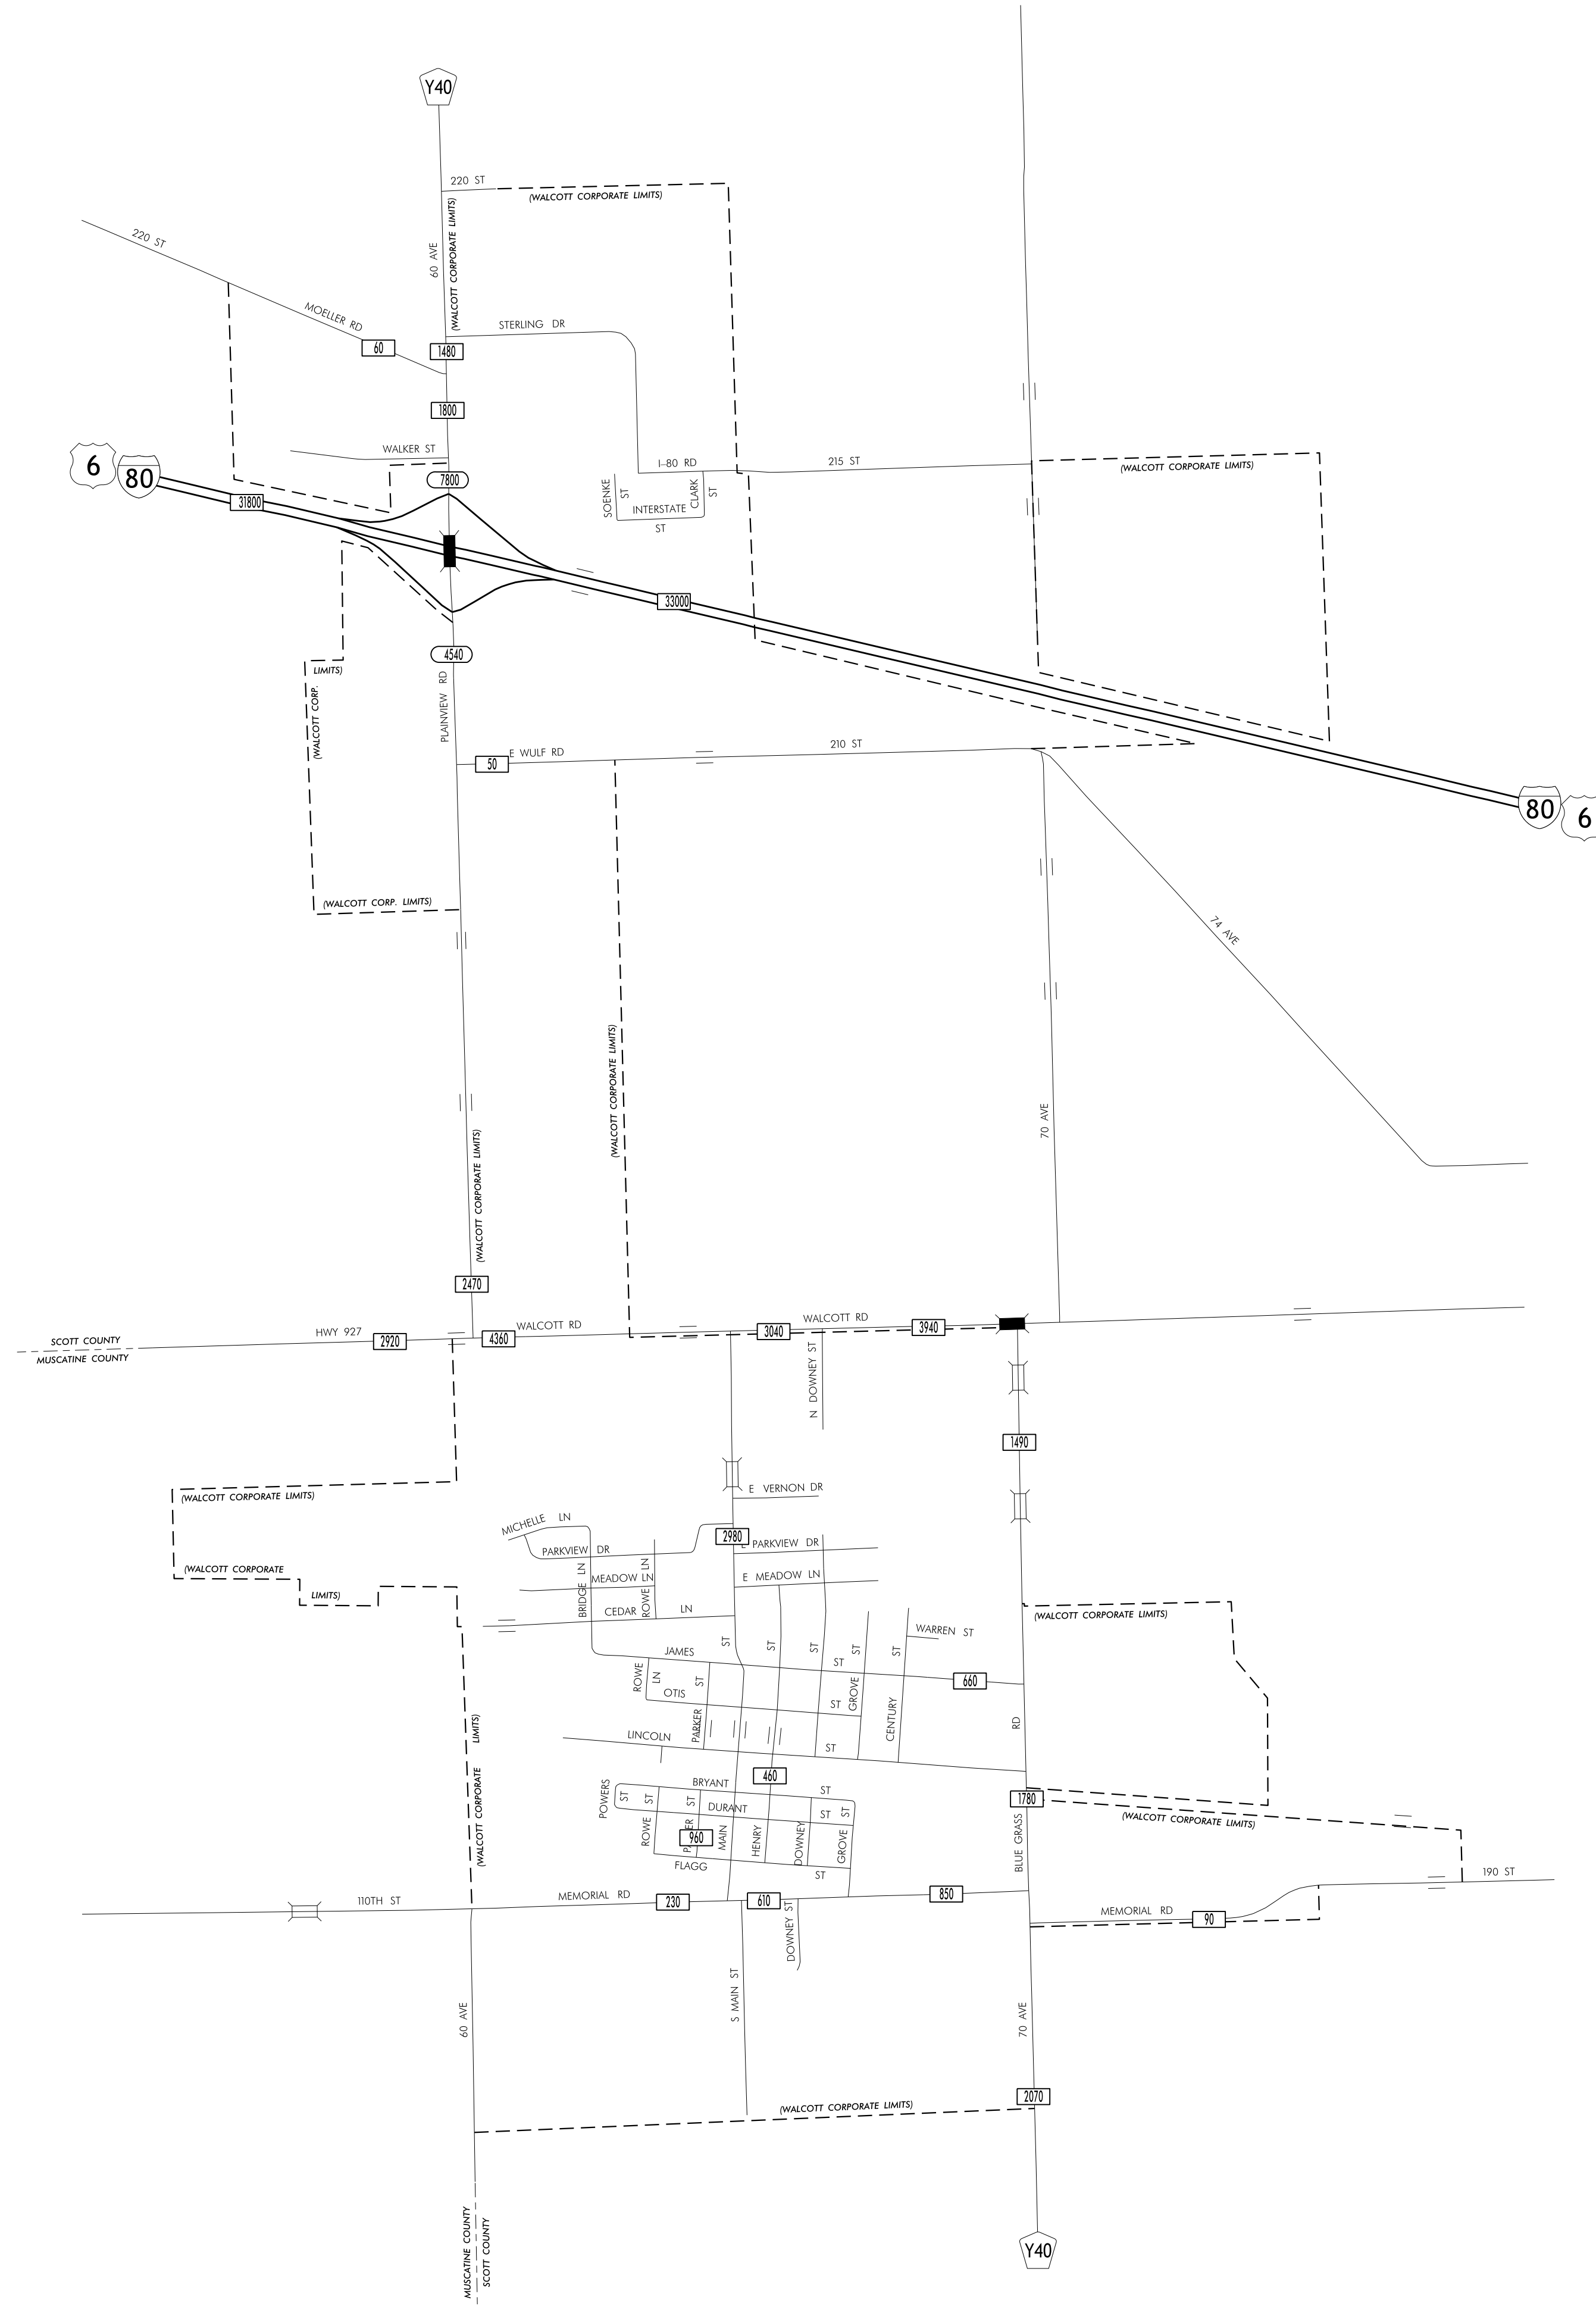 Y40
220 ST
(WALCOTT CORPORATE LIMITS)
(WALCOTT CORPORATE LIMITS)
60 AVE
220 ST
MOELLER RD
STERLING DR
60
1480
1800
WALKER ST
7800
6
80
31800
I-80 RD
215 ST
(WALCOTT CORPORATE LIMITS)
SOENKE ST
CLARK ST
INTERSTATE
ST
33000
4540
LIMITS)
(WALCOTT CORP.
PLAINVIEW RD
E WULF RD
50
210 ST
80
6
(WALCOTT CORP. LIMITS)
74 AVE
(WALCOTT CORPORATE LIMITS)
70 AVE
(WALCOTT CORPORATE LIMITS)
2470
SCOTT COUNTY
MUSCATINE COUNTY
HWY 927
2920
4360
WALCOTT RD
3040
WALCOTT RD
3940
N DOWNEY ST
1490
(WALCOTT CORPORATE LIMITS)
E VERNON DR
MICHELLE LN
2980
E PARKVIEW DR
PARKVIEW DR
(WALCOTT CORPORATE
LIMITS)
BRIDGE LN
MEADOW LN
ROWE LN
E MEADOW LN
CEDAR LN
(WALCOTT CORPORATE LIMITS)
WARREN ST
ST
ST
ST
ST
ST
JAMES
ST
660
ROWE LN
OTIS
ST
ST
GROVE
CENTURY
PARKER
LINCOLN
ST
RD
(WALCOTT CORPORATE LIMITS)
460
POWERS ST
BRYANT
ST
1780
(WALCOTT CORPORATE LIMITS)
ST
ST
DURANT
ST
ST
ROWE
960
MAIN
HENRY
DOWNEY
GROVE
BLUE GRASS
FLAGG
ST
190 ST
110TH ST
MEMORIAL RD
230
610
850
MEMORIAL RD
90
DOWNEY ST
S MAIN ST
60 AVE
70 AVE
2070
(WALCOTT CORPORATE LIMITS)
MUSCATINE COUNTY
SCOTT COUNTY
Y40